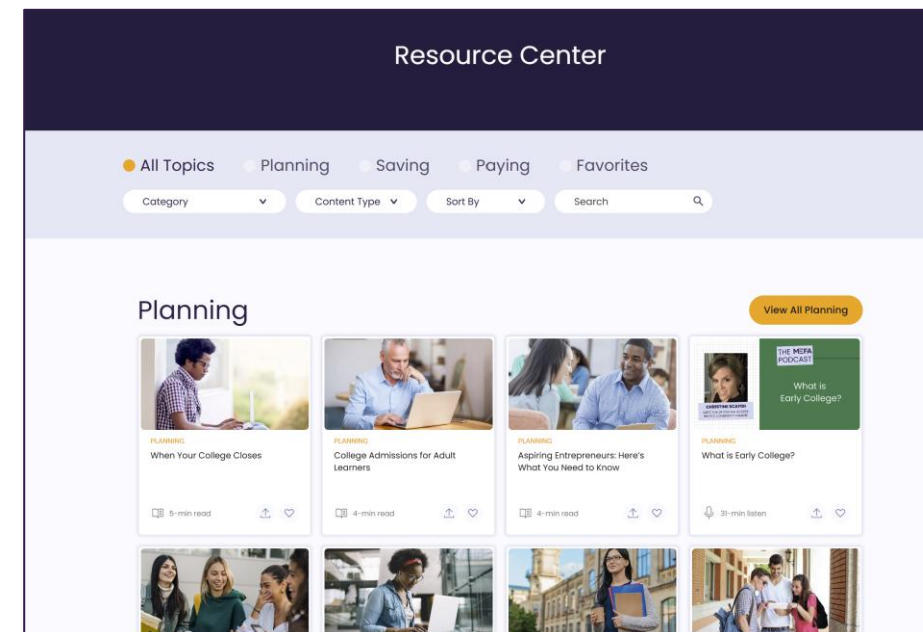 Resource Center
All Topics Planning Saving Paying Favorites
Category Content Type Sort By Search
Planning
View All Planning
THE MEFA
PODCAST
What is
Early College?
CHRISTINE SCAFIDI
PLANNING
When Your College Closes
5-min read
PLANNING
College Admissions for Adult
Learners
4-min read
PLANNING
Aspiring Entrepreneurs: Here's
What You Need to Know
4-min read
PLANNING
What is Early College?
31-min listen